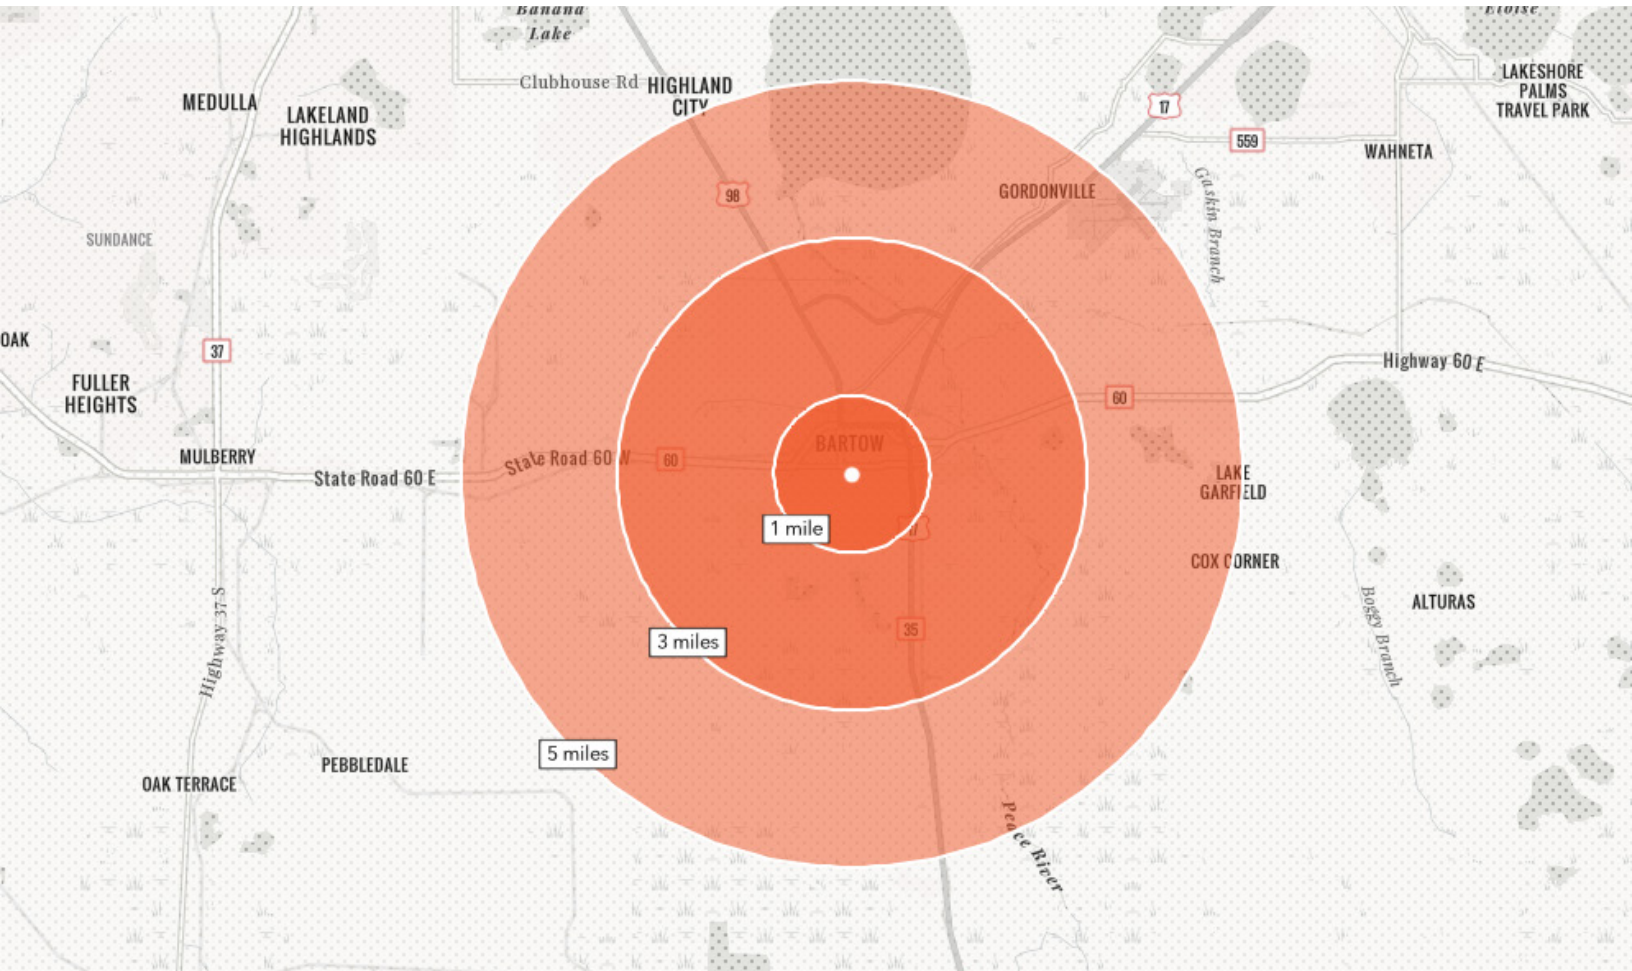 Banana
Lake
Eloise
Clubhouse Rd
HIGHLAND
CITY
MEDULLA
LAKELAND
HIGHLANDS
LAKESHORE
PALMS
TRAVEL PARK
17
559
WAHNETA
98
GORDONVILLE
Gaskin Branch
SUNDANCE
OAK
37
Highway 60 E
FULLER
HEIGHTS
60
BARTOW
MULBERRY
State Road 60 E
State Road 60 W
60
LAKE
GARFIELD
1 mile
17
COX CORNER
Highway 37 S
Boggy Branch
ALTURAS
35
3 miles
5 miles
PEBBLEDALE
OAK TERRACE
Peace River